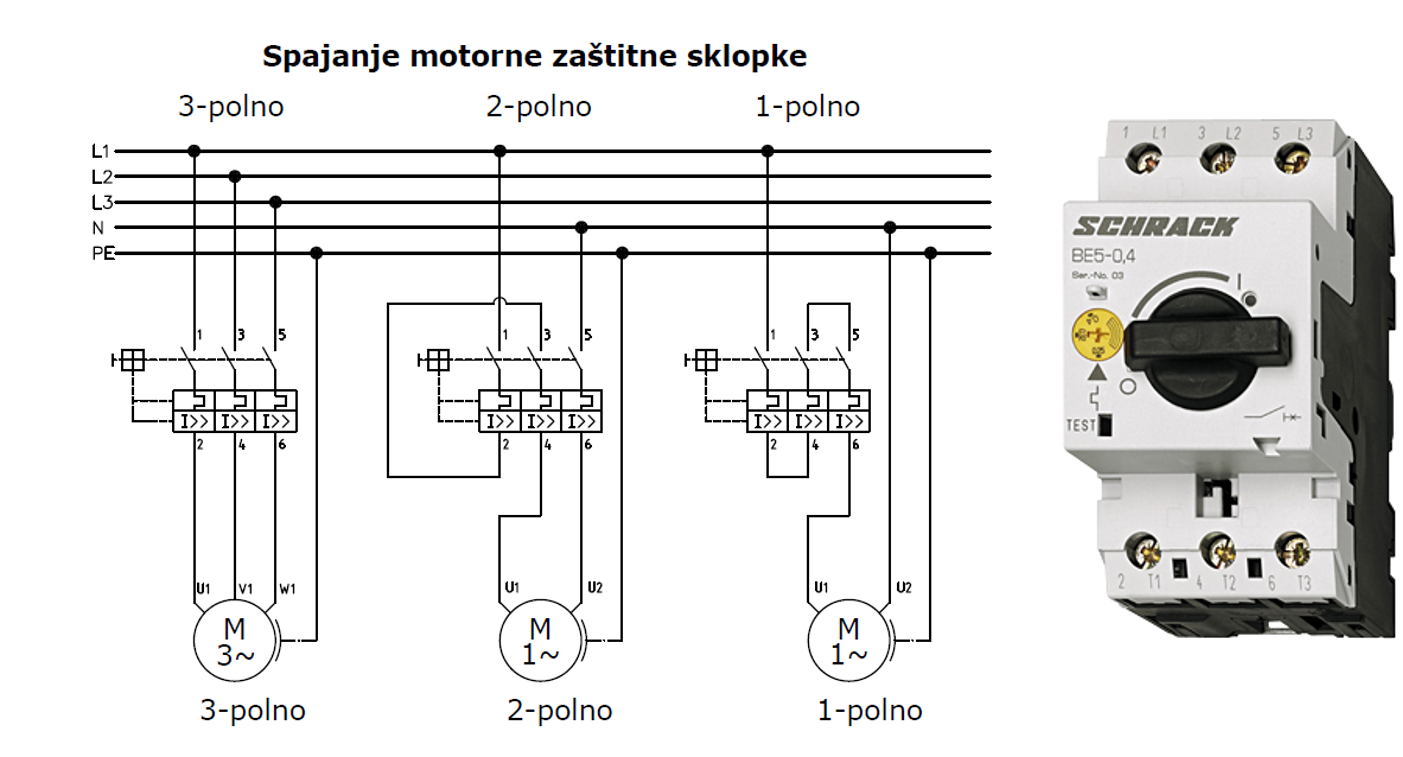 Spajanje motorne zaštitne sklopke
3-polno 2-polno 1-polno
L1
L2
L3
N
PE
1 3 5 1 3 5 1 3 5
I>> I>> I>> I>> I>> I>> I>> I>> I>>
2 4 6 2 4 6 2 4 6
U1 V1 W1 U1 U2 U1 U2
M M M
3~ 1~ 1~
3-polno 2-polno 1-polno
1 L1 3 L2 5 L3
SCHRACK
BE5-0,4
Ser.-No. 03
I
O
TEST
2 T1 4 T2 6 T3